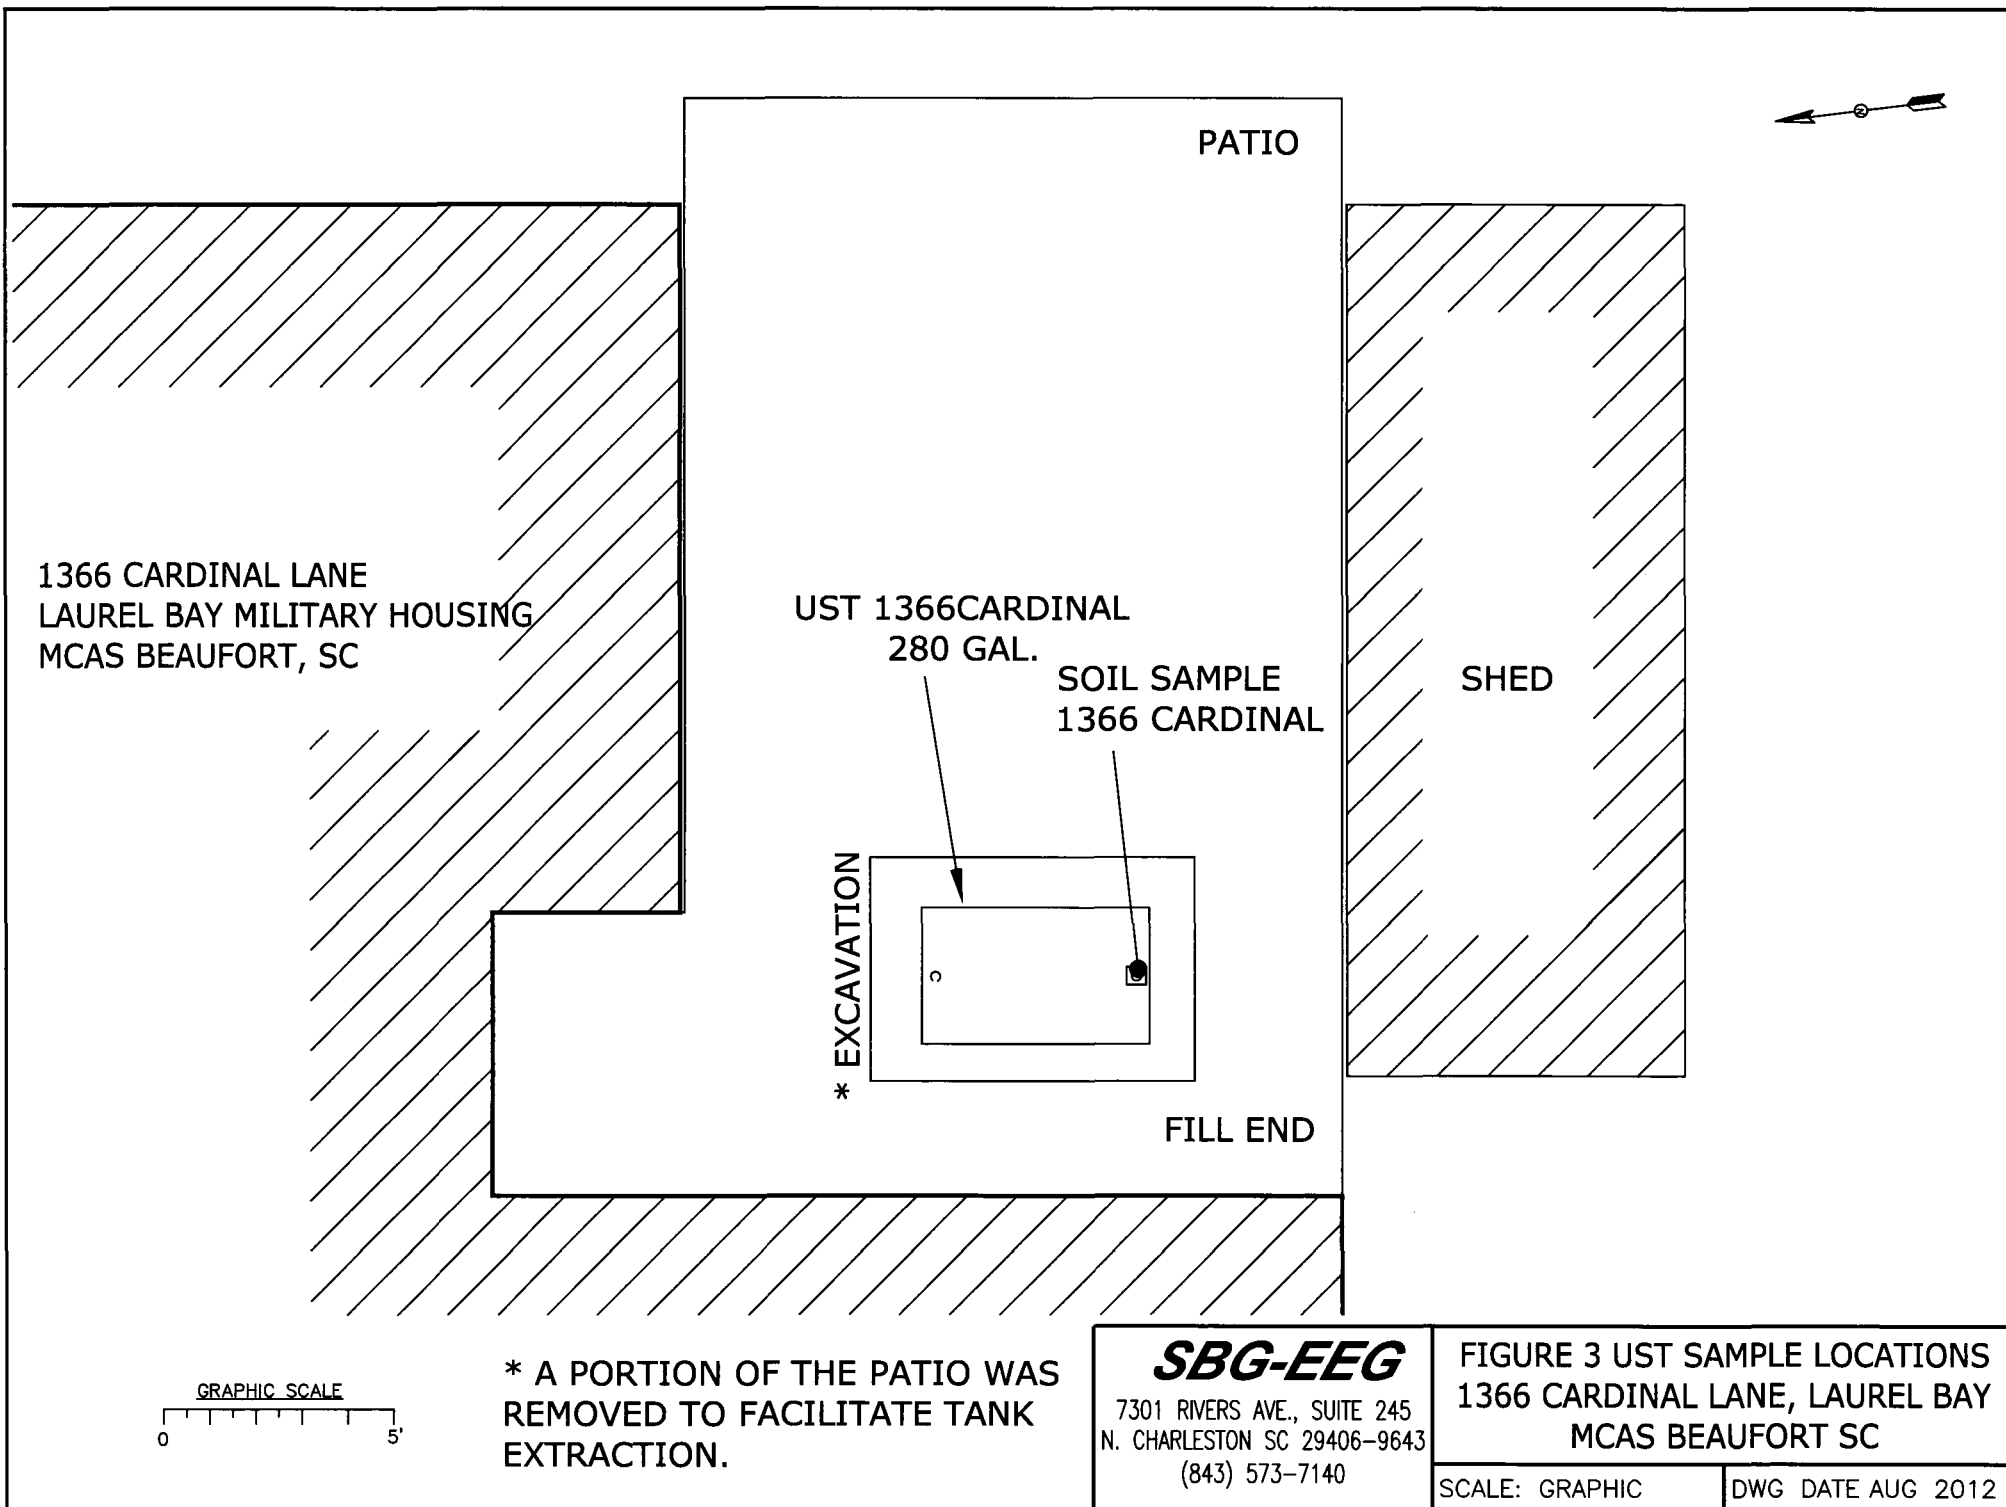 PATIO
N
1366 CARDINAL LANE
LAUREL BAY MILITARY HOUSING
MCAS BEAUFORT, SC
UST 1366CARDINAL
280 GAL.
SOIL SAMPLE
1366 CARDINAL
SHED
* EXCAVATION
C
FILL END
GRAPHIC SCALE
0 5'
* A PORTION OF THE PATIO WAS
REMOVED TO FACILITATE TANK
EXTRACTION.
SBG-EEG
7301 RIVERS AVE., SUITE 245
N. CHARLESTON SC 29406-9643
(843) 573-7140
FIGURE 3 UST SAMPLE LOCATIONS
1366 CARDINAL LANE, LAUREL BAY
MCAS BEAUFORT SC
SCALE: GRAPHIC
DWG DATE AUG 2012